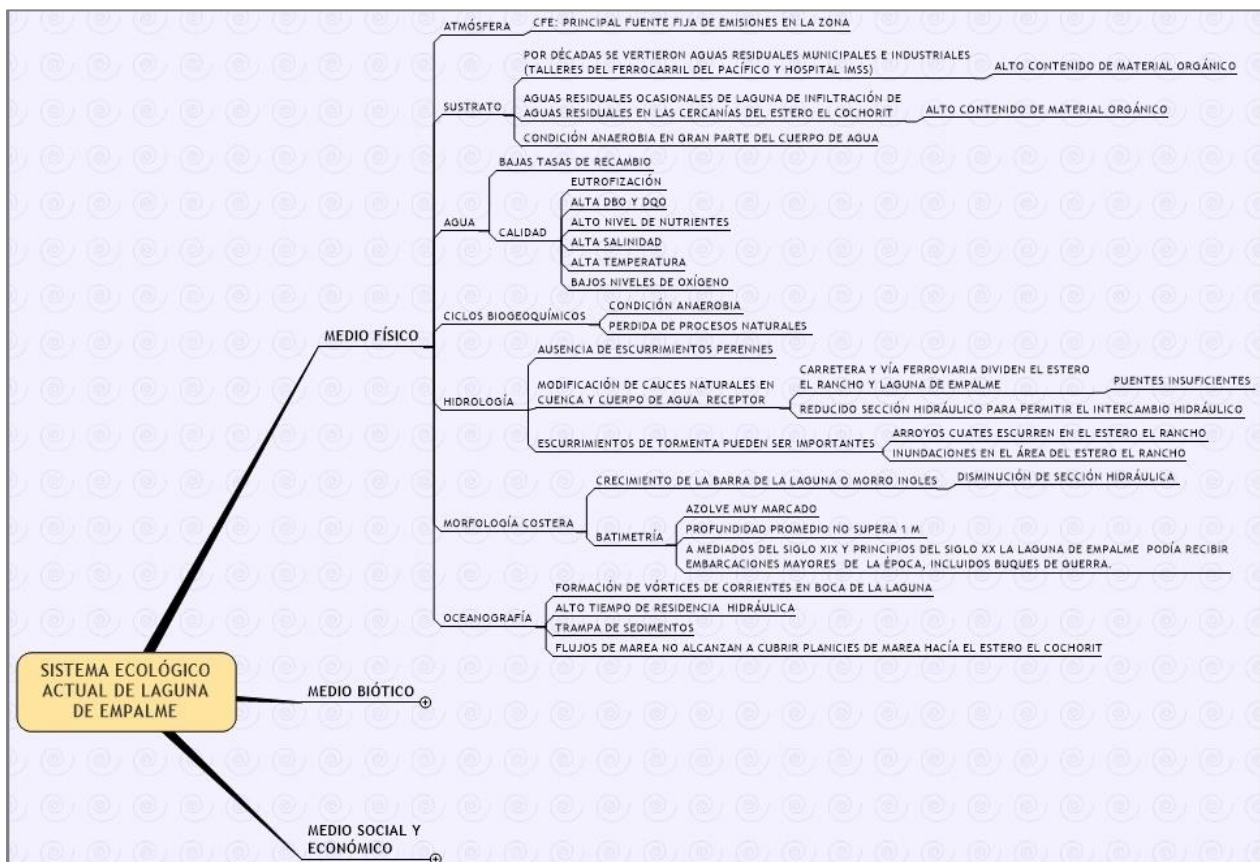 ATMÓSFERA
CFE: PRINCIPAL FUENTE FIJA DE EMISIONES EN LA ZONA
SUSTRATO
POR DÉCADAS SE VERTIERON AGUAS RESIDUALES MUNICIPALES E INDUSTRIALES
(TALLERES DEL FERROCARRIL DEL PACÍFICO Y HOSPITAL IMSS)
ALTO CONTENIDO DE MATERIAL ORGÁNICO
AGUAS RESIDUALES OCASIONALES DE LAGUNA DE INFILTRACIÓN DE
AGUAS RESIDUALES EN LAS CERCANÍAS DEL ESTERO EL COCHORIT
ALTO CONTENIDO DE MATERIAL ORGÁNICO
CONDICIÓN ANAEROBIA EN GRAN PARTE DEL CUERPO DE AGUA
AGUA
BAJAS TASAS DE RECAMBIO
CALIDAD
EUTROFIZACIÓN
ALTA DBO Y DQO
ALTO NIVEL DE NUTRIENTES
ALTA SALINIDAD
ALTA TEMPERATURA
BAJOS NIVELES DE OXÍGENO
CICLOS BIOGEOQUÍMICOS
CONDICIÓN ANAEROBIA
PERDIDA DE PROCESOS NATURALES
MEDIO FÍSICO
HIDROLOGÍA
AUSENCIA DE ESCURRIMIENTOS PERENNES
MODIFICACIÓN DE CAUCES NATURALES EN
CUENCA Y CUERPO DE AGUA RECEPTOR
CARRETERA Y VÍA FERROVIARIA DIVIDEN EL ESTERO
EL RANCHO Y LAGUNA DE EMPALME
PUENTES INSUFICIENTES
REDUCIDO SECCIÓN HIDRÁULICO PARA PERMITIR EL INTERCAMBIO HIDRÁULICO
ESCURRIMIENTOS DE TORMENTA PUEDEN SER IMPORTANTES
ARROYOS CUATES ESCURREN EN EL ESTERO EL RANCHO
INUNDACIONES EN EL ÁREA DEL ESTERO EL RANCHO
MORFOLOGÍA COSTERA
CRECIMIENTO DE LA BARRA DE LA LAGUNA O MORRO INGLES
DISMINUCIÓN DE SECCIÓN HIDRÁULICA
BATIMETRÍA
AZOLVE MUY MARCADO
PROFUNDIDAD PROMEDIO NO SUPERA 1 M
A MEDIADOS DEL SIGLO XIX Y PRINCIPIOS DEL SIGLO XX LA LAGUNA DE EMPALME PODÍA RECIBIR
EMBARCACIONES MAYORES DE LA ÉPOCA, INCLUIDOS BUQUES DE GUERRA
OCEANOGRAFÍA
FORMACIÓN DE VÓRTICES DE CORRIENTES EN BOCA DE LA LAGUNA
ALTO TIEMPO DE RESIDENCIA HIDRÁULICA
TRAMPA DE SEDIMENTOS
FLUJOS DE MAREA NO ALCANZAN A CUBRIR PLANICIES DE MAREA HACÍA EL ESTERO EL COCHORIT
SISTEMA ECOLÓGICO
ACTUAL DE LAGUNA
DE EMPALME
MEDIO BIÓTICO
MEDIO SOCIAL Y
ECONÓMICO